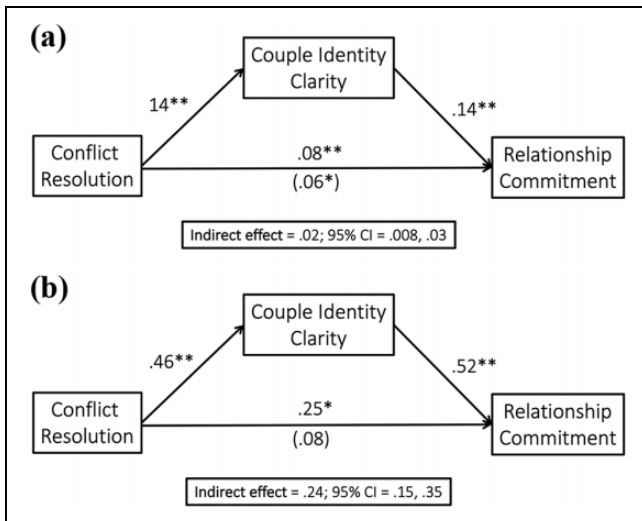 (a)
Couple Identity
Clarity
14**
.14**
Conflict
Resolution
.08**
(.06*)
Relationship
Commitment
Indirect effect = .02; 95% CI = .008, .03
(b)
Couple Identity
Clarity
.46**
.52**
Conflict
Resolution
.25*
(.08)
Relationship
Commitment
Indirect effect = .24; 95% CI = .15, .35